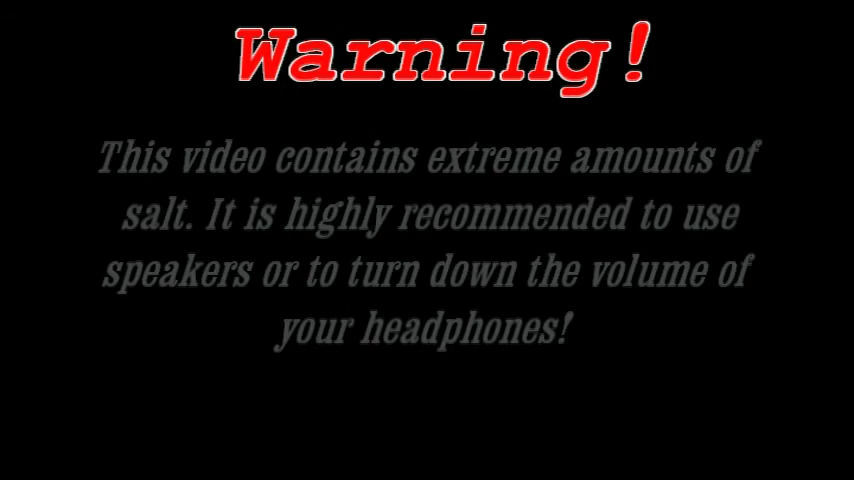 Warning!
This video contains extreme amounts of
salt. It is highly recommended to use
speakers or to turn down the volume of
your headphones!